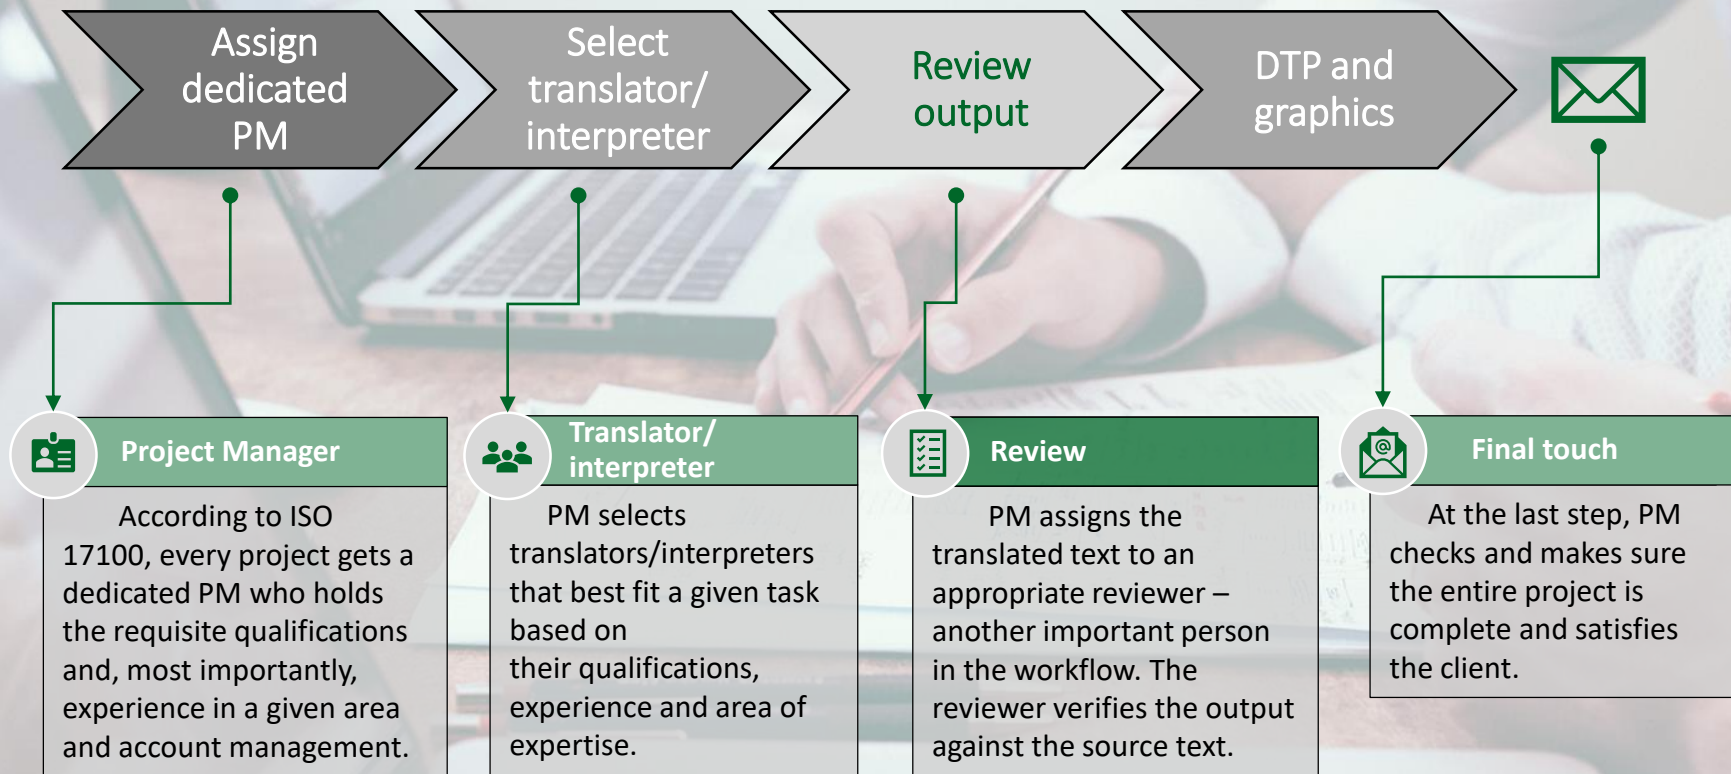 Assign
dedicated
PM
Select
translator/
interpreter
Review
output
DTP and
graphics
Project Manager
According to ISO
17100, every project gets a
dedicated PM who holds
the requisite qualifications
and, most importantly,
experience in a given area
and account management.
Translator/
interpreter
PM selects
translators/interpreters
that best fit a given task
based on
their qualifications,
experience and area of
expertise.
Review
PM assigns the
translated text to an
appropriate reviewer –
another important person
in the workflow. The
reviewer verifies the output
against the source text.
@
Final touch
At the last step, PM
checks and makes sure
the entire project is
complete and satisfies
the client.